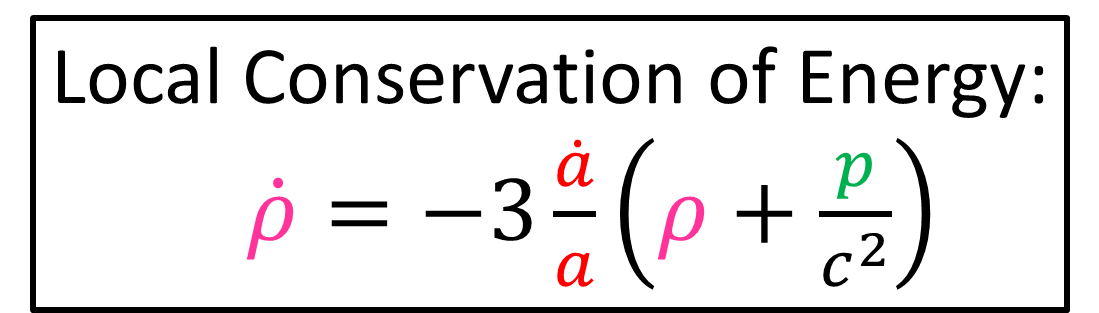 Local Conservation of Energy:
ρ̇ = −3 ȧ/a (ρ + p/c²)